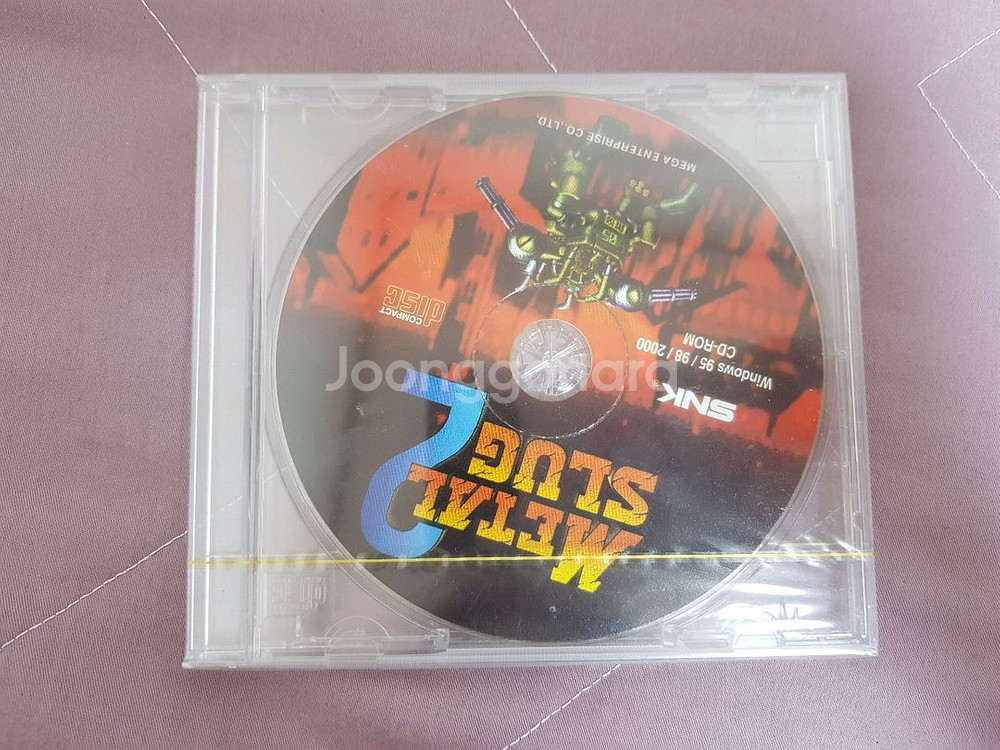 METAL
SLUG
2
SNK
Windows 95 / 98 / 2000
CD-ROM
COMPACT
disc
MEGA ENTERPRISE CO.,LTD.
Joonggonara